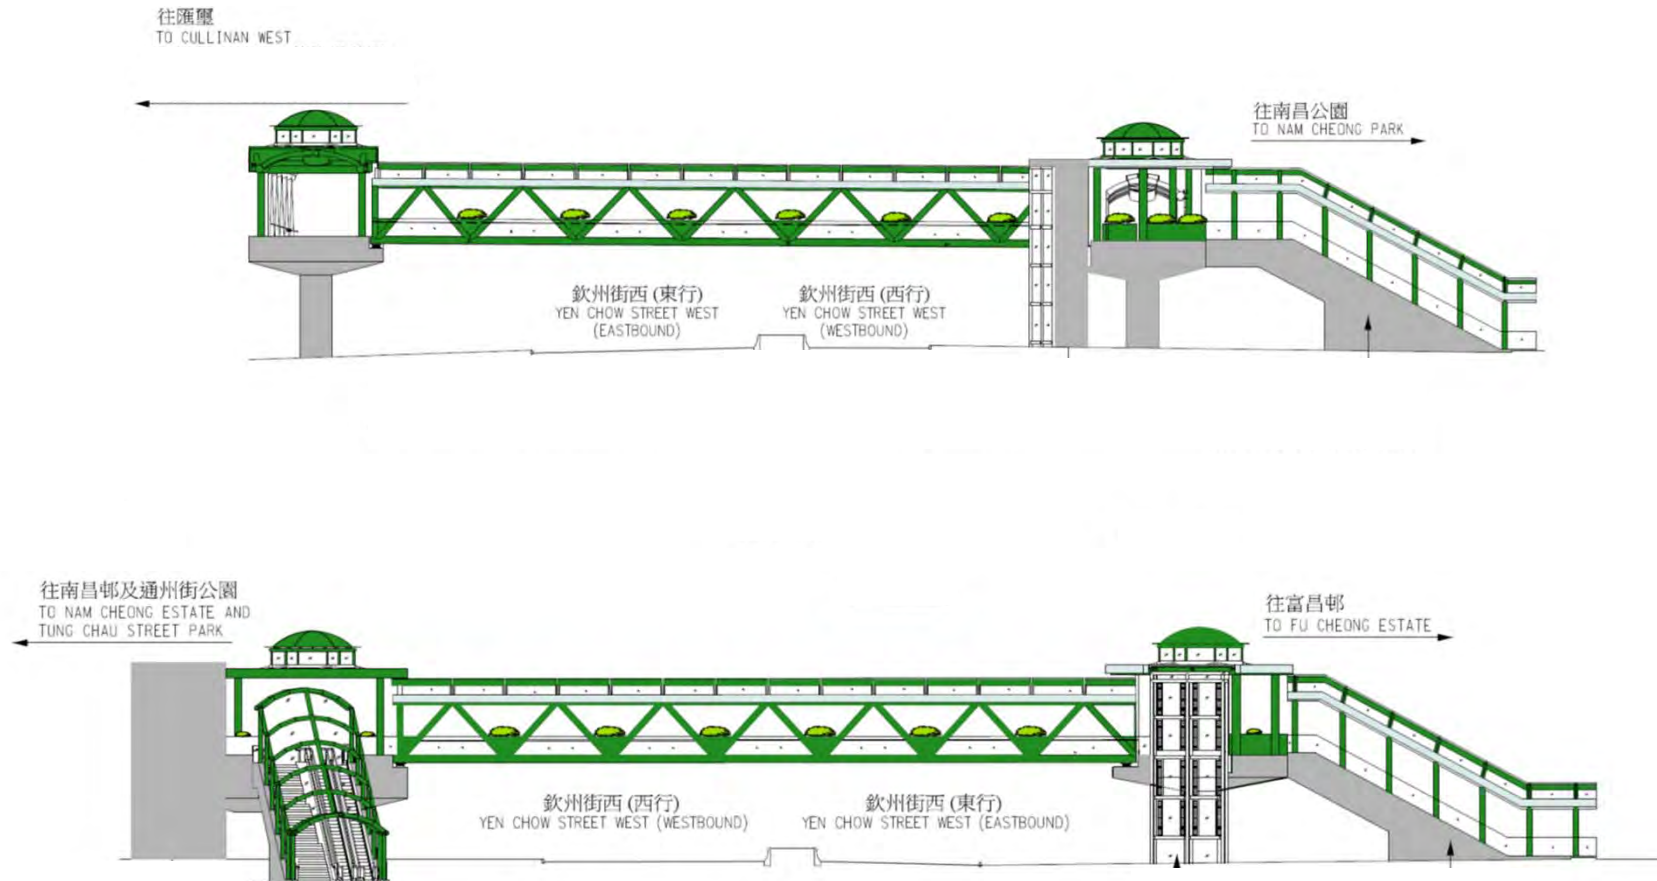 往匯璽
TO CULLINAN WEST
往南昌公園
TO NAM CHEONG PARK
欽州街西 (東行)
YEN CHOW STREET WEST
(EASTBOUND)
欽州街西 (西行)
YEN CHOW STREET WEST
(WESTBOUND)
往南昌邨及通州街公園
TO NAM CHEONG ESTATE AND
TUNG CHAU STREET PARK
往富昌邨
TO FU CHEONG ESTATE
欽州街西 (西行)
YEN CHOW STREET WEST (WESTBOUND)
欽州街西 (東行)
YEN CHOW STREET WEST (EASTBOUND)